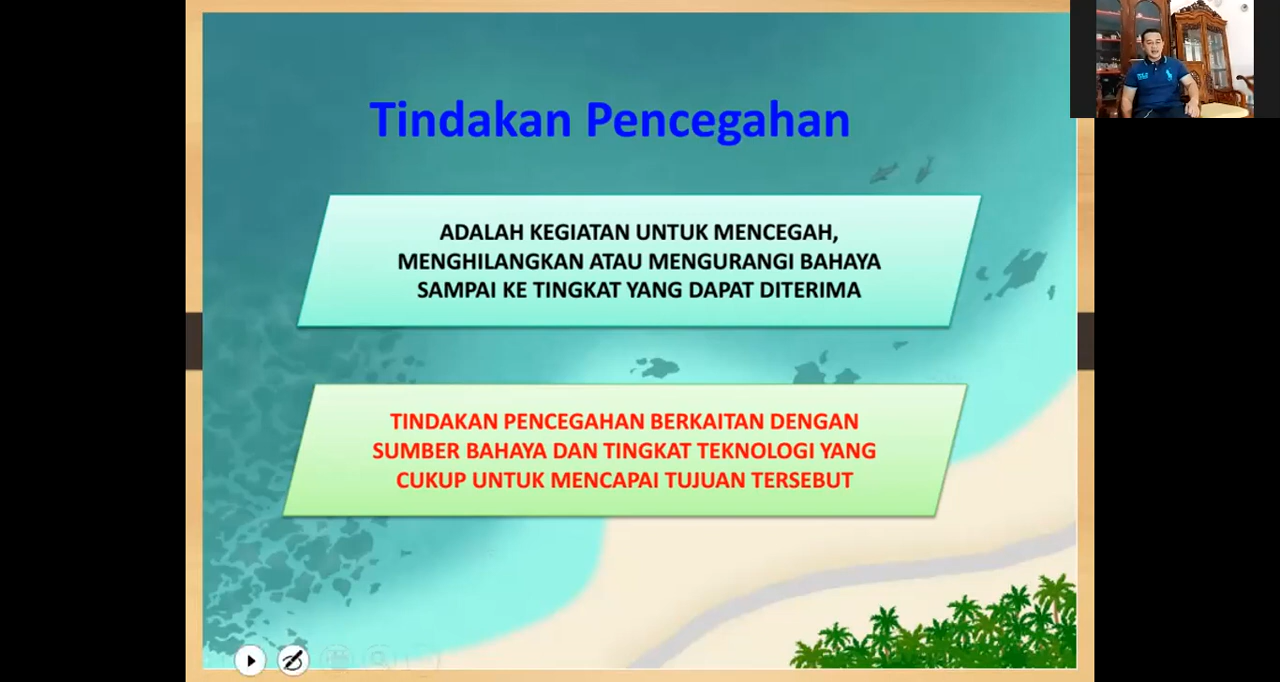 Tindakan Pencegahan
ADALAH KEGIATAN UNTUK MENCEGAH,
MENGHILANGKAN ATAU MENGURANGI BAHAYA
SAMPAI KE TINGKAT YANG DAPAT DITERIMA
TINDAKAN PENCEGAHAN BERKAITAN DENGAN
SUMBER BAHAYA DAN TINGKAT TEKNOLOGI YANG
CUKUP UNTUK MENCAPAI TUJUAN TERSEBUT